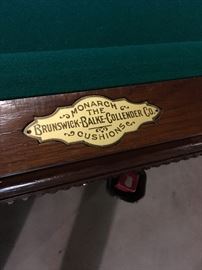 MONARCH
THE
BRUNSWICK-BALKE-COLLENDER CO.
CUSHIONS